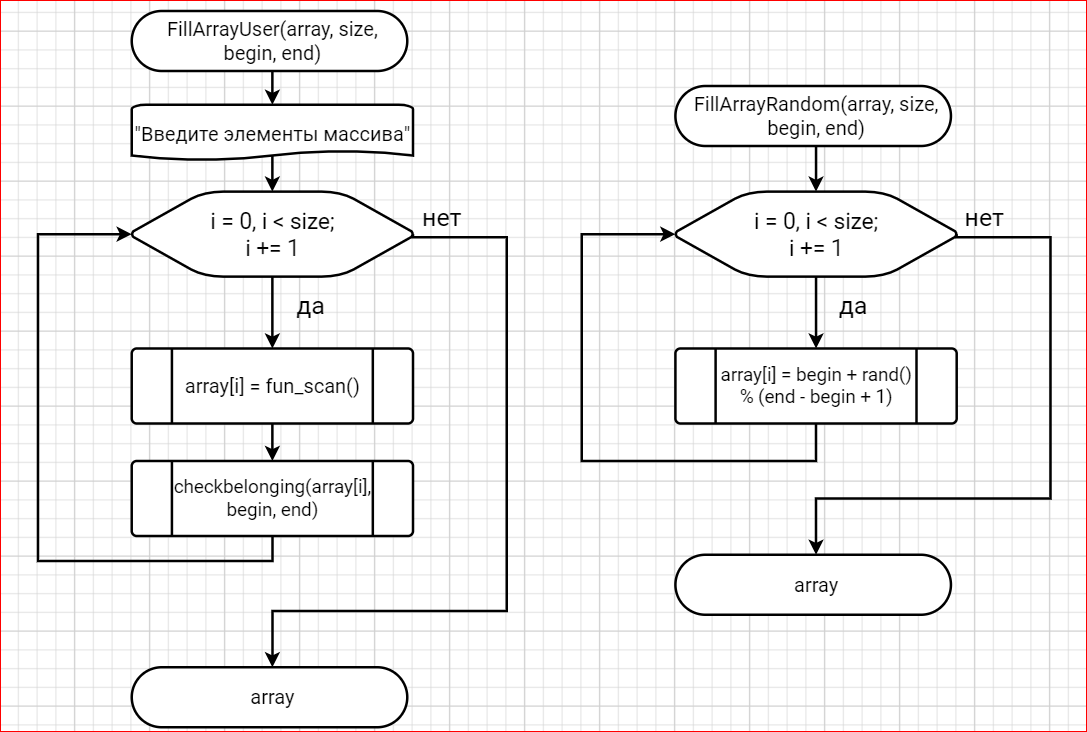 FillArrayUser(array, size,
begin, end)
"Введите элементы массива"
i = 0, i < size;
i += 1
нет
да
array[i] = fun_scan()
checkbelonging(array[i],
begin, end)
array
FillArrayRandom(array, size,
begin, end)
i = 0, i < size;
i += 1
нет
да
array[i] = begin + rand()
% (end - begin + 1)
array